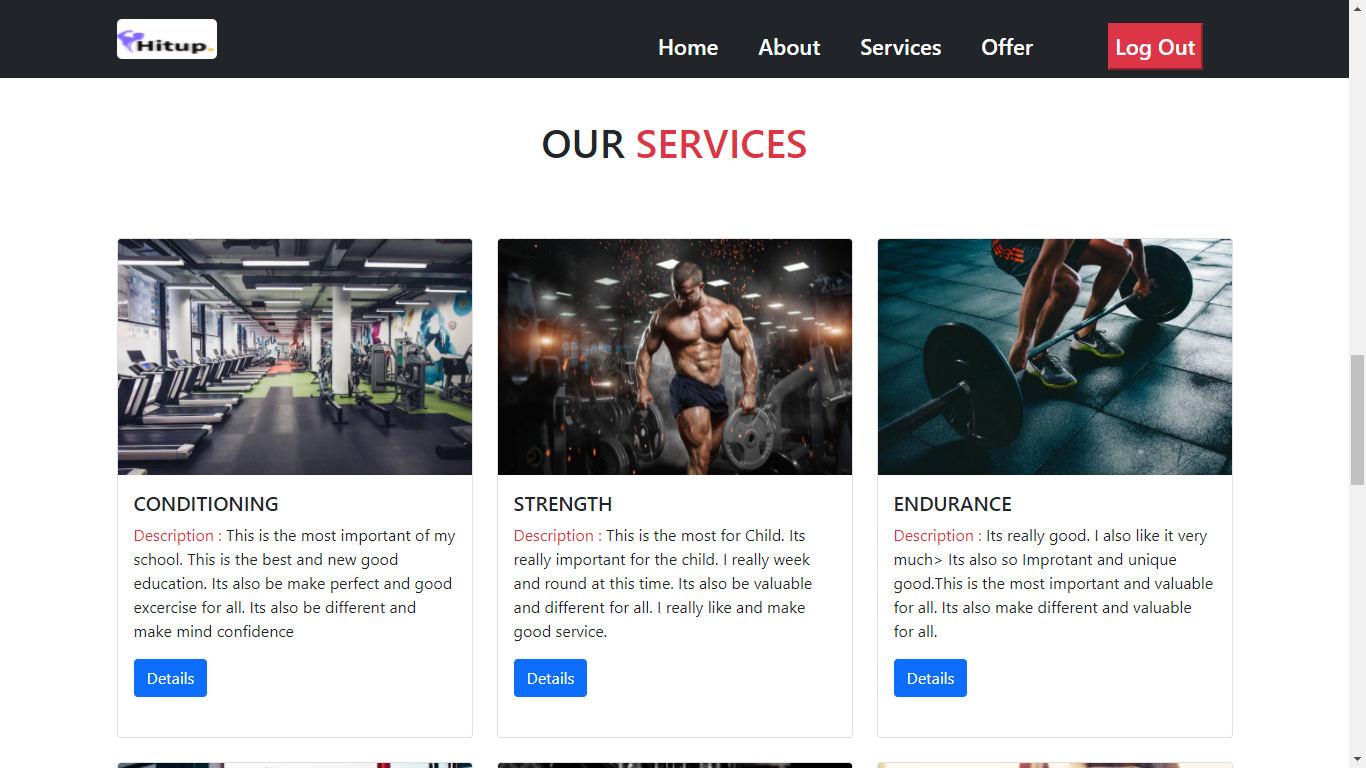 Hitup.
Home About Services Offer Log Out
OUR SERVICES
CONDITIONING
Description : This is the most important of my
school. This is the best and new good
education. Its also be make perfect and good
excercise for all. Its also be different and
make mind confidence
Details
STRENGTH
Description : This is the most for Child. Its
really important for the child. I really week
and round at this time. Its also be valuable
and different for all. I really like and make
good service.
Details
ENDURANCE
Description : Its really good. I also like it very
much> Its also so Improtant and unique
good.This is the most important and valuable
for all. Its also make different and valuable
for all.
Details